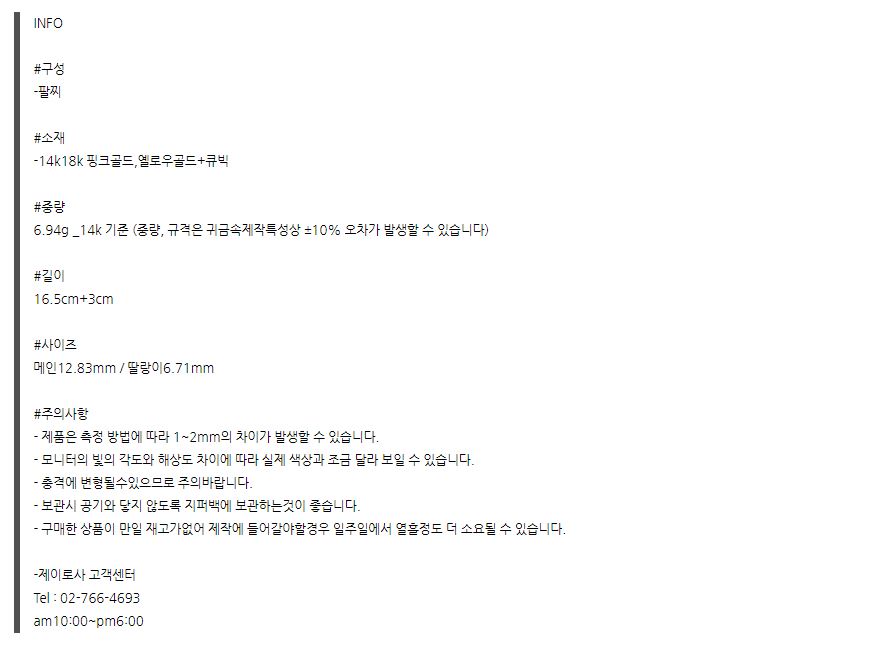 INFO
#구성
-팔찌
#소재
-14k18k 핑크골드,옐로우골드+큐빅
#중량
6.94g _14k 기준 (중량, 규격은 귀금속제작특성상 ±10% 오차가 발생할 수 있습니다)
#길이
16.5cm+3cm
#사이즈
메인12.83mm / 딸랑이6.71mm
#주의사항
- 제품은 측정 방법에 따라 1~2mm의 차이가 발생할 수 있습니다.
- 모니터의 빛의 각도와 해상도 차이에 따라 실제 색상과 조금 달라 보일 수 있습니다.
- 충격에 변형될수있으므로 주의바랍니다.
- 보관시 공기와 닿지 않도록 지퍼백에 보관하는것이 좋습니다.
- 구매한 상품이 만일 재고가없어 제작에 들어갈야할경우 일주일에서 열흘정도 더 소요될 수 있습니다.
-제이로사 고객센터
Tel : 02-766-4693
am10:00~pm6:00